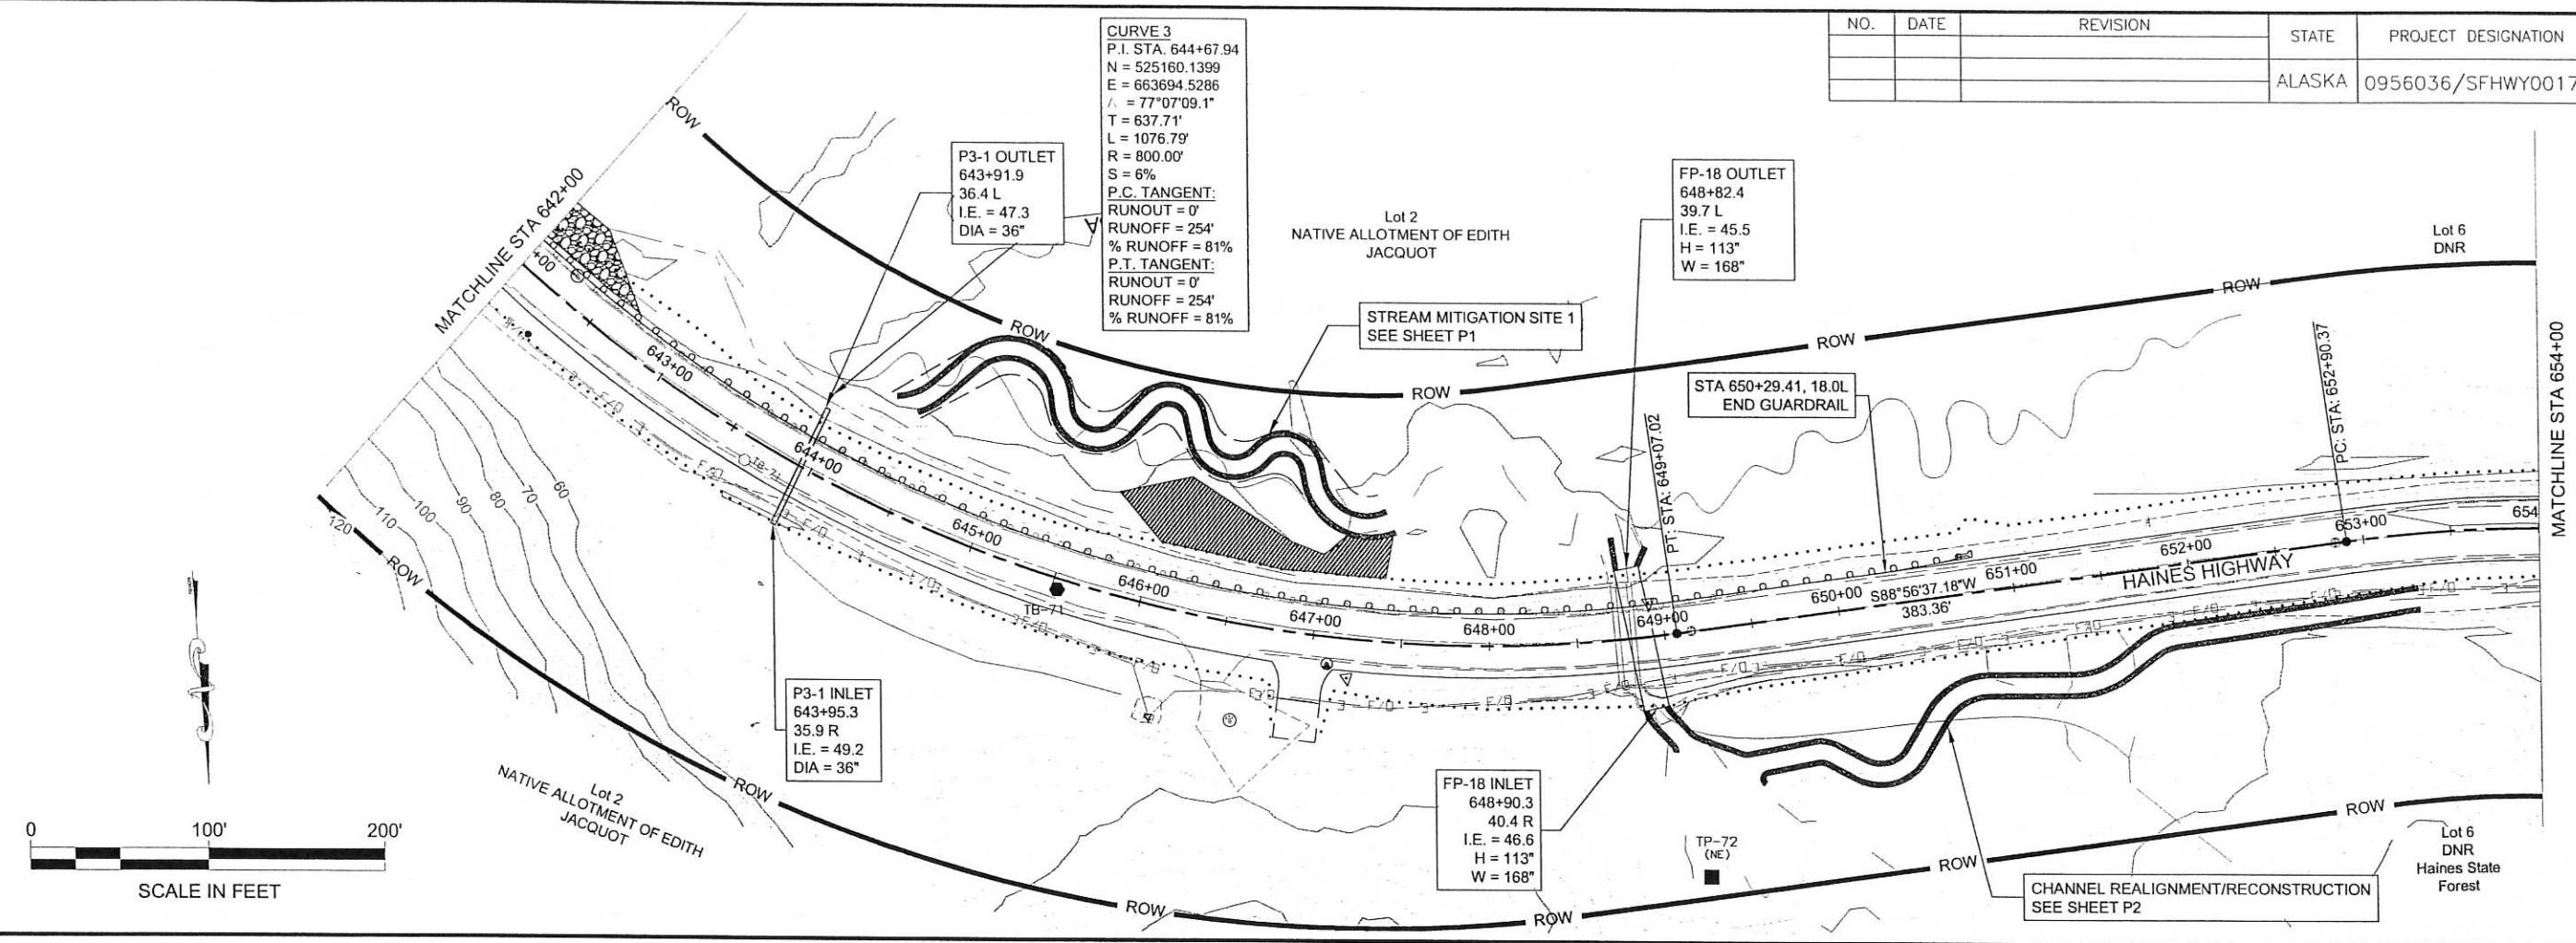 NO. DATE REVISION STATE PROJECT DESIGNATION
ALASKA 0956036/SFHWY0017
CURVE 3
P.I. STA. 644+67.94
N = 525160.1399
E = 663694.5286
= 77°07'09.1"
T = 637.71'
L = 1076.79'
R = 800.00'
S = 6%
P.C. TANGENT:
RUNOUT = 0'
RUNOFF = 254'
% RUNOFF = 81%
P.T. TANGENT:
RUNOUT = 0'
RUNOFF = 254'
% RUNOFF = 81%
P3-1 OUTLET
643+91.9
36.4 L
I.E. = 47.3
DIA = 36"
FP-18 OUTLET
648+82.4
39.7 L
I.E. = 45.5
H = 113"
W = 168"
Lot 2
NATIVE ALLOTMENT OF EDITH
JACQUOT
Lot 6
DNR
STREAM MITIGATION SITE 1
SEE SHEET P1
STA 650+29.41, 18.0L
END GUARDRAIL
MATCHLINE STA 642+00
MATCHLINE STA 654+00
ROW
ROW
ROW
ROW
ROW
PT: STA: 649+07.02
PC: STA: 652+90.37
+00
643+00
644+00
645+00
646+00
647+00
648+00
649+00
650+00
651+00
652+00
653+00
654
S88°56'37.18"W
383.36'
HAINES HIGHWAY
TB-71
60
70
80
90
100
110
120
P3-1 INLET
643+95.3
35.9 R
I.E. = 49.2
DIA = 36"
FP-18 INLET
648+90.3
40.4 R
I.E. = 46.6
H = 113"
W = 168"
Lot 2
NATIVE ALLOTMENT OF EDITH
JACQUOT
ROW
ROW
ROW
ROW
ROW
ROW
TP-72
(NE)
CHANNEL REALIGNMENT/RECONSTRUCTION
SEE SHEET P2
Lot 6
DNR
Haines State
Forest
0 100' 200'
SCALE IN FEET